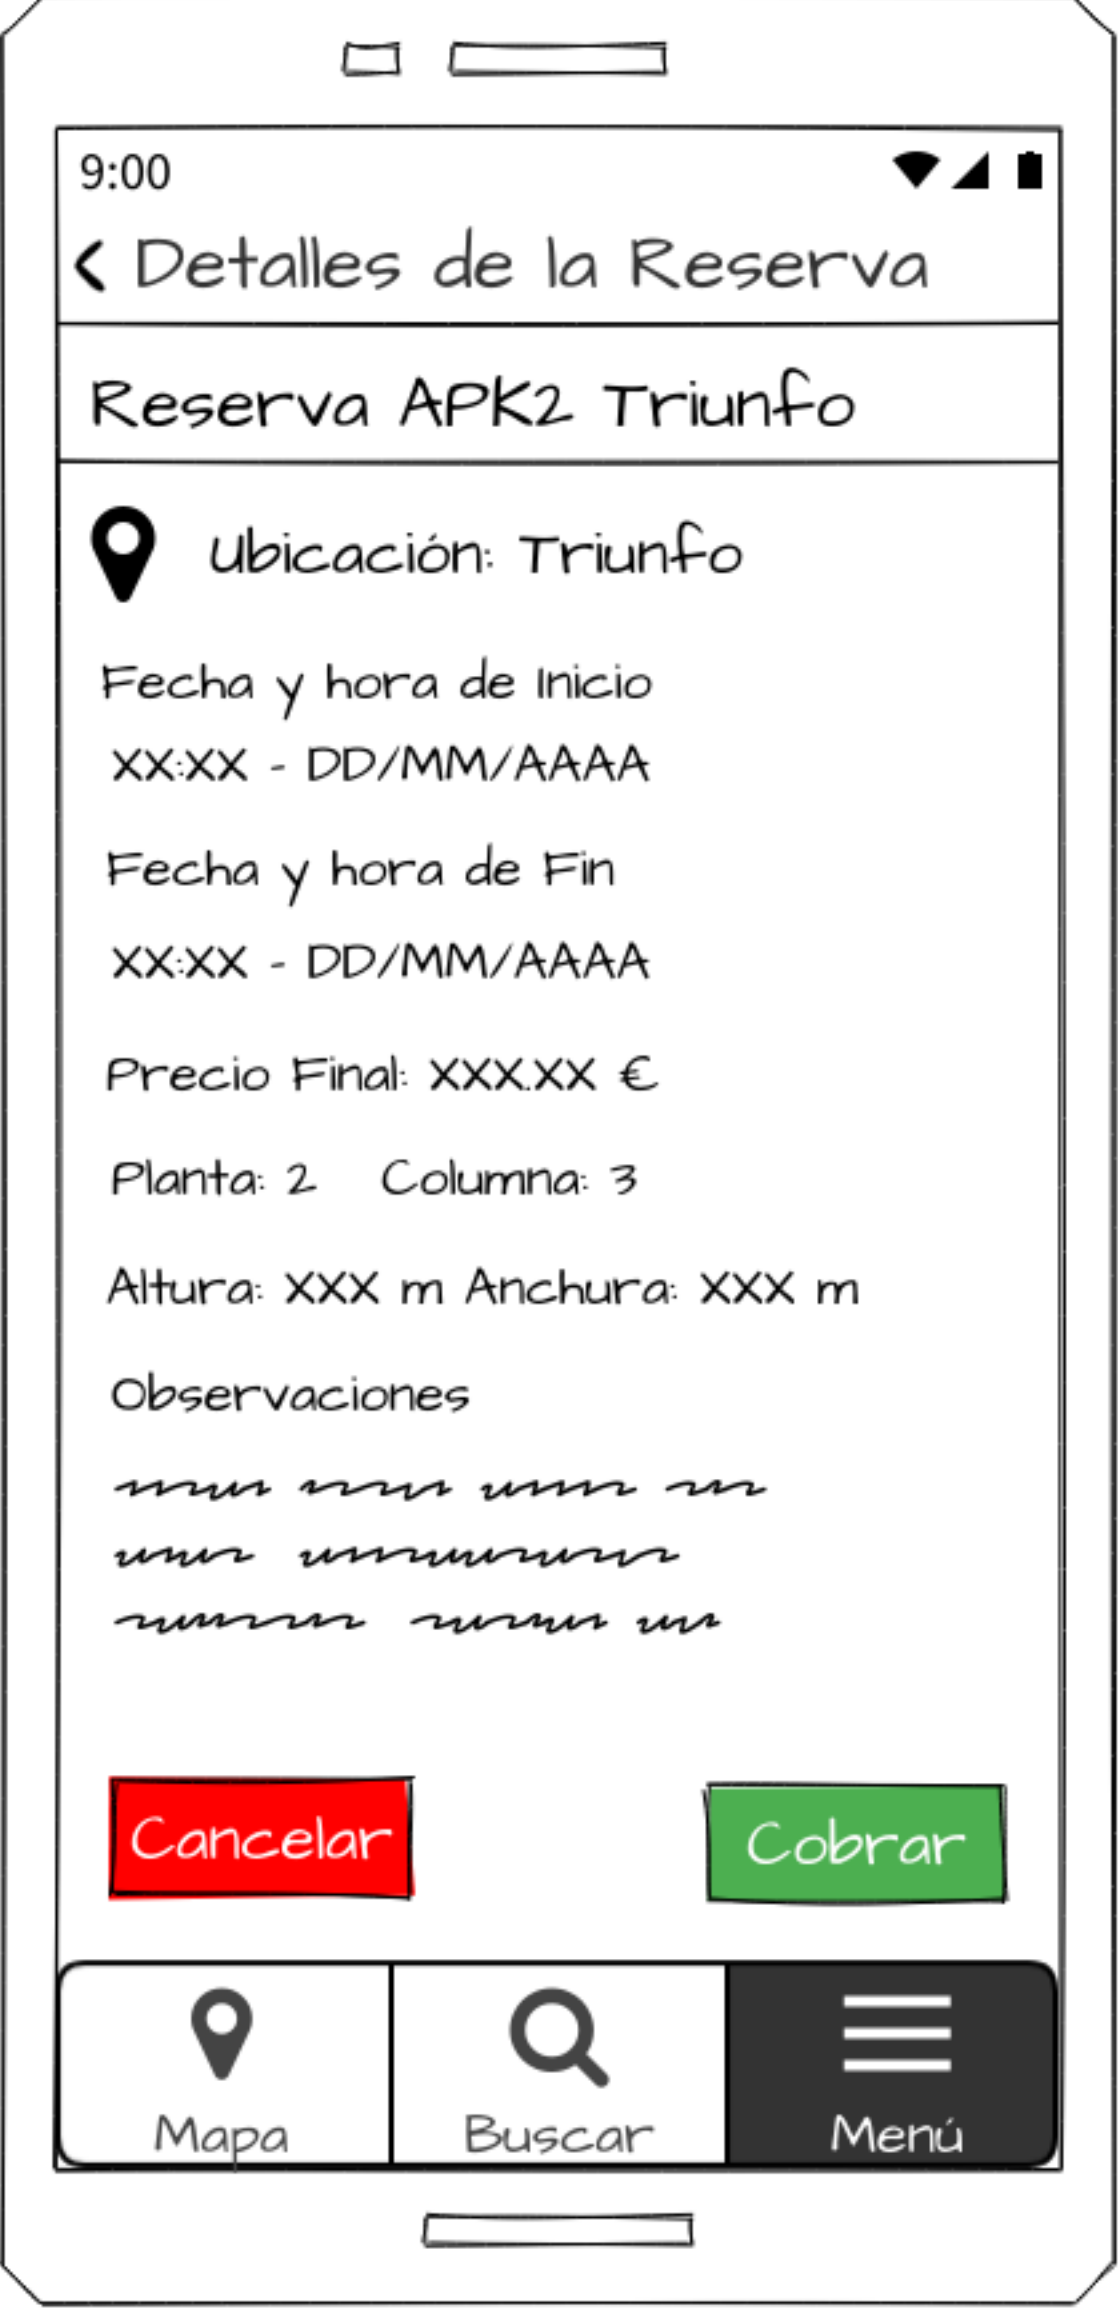 9:00
Detalles de la Reserva
Reserva APK2 Triunfo
Ubicación: Triunfo
Fecha y hora de Inicio
XX:XX - DD/MM/AAAA
Fecha y hora de Fin
XX:XX - DD/MM/AAAA
Precio Final: XXX.XX €
Planta: 2 Columna: 3
Altura: XXX m Anchura: XXX m
Observaciones
Cancelar Cobrar
Mapa Buscar Menú